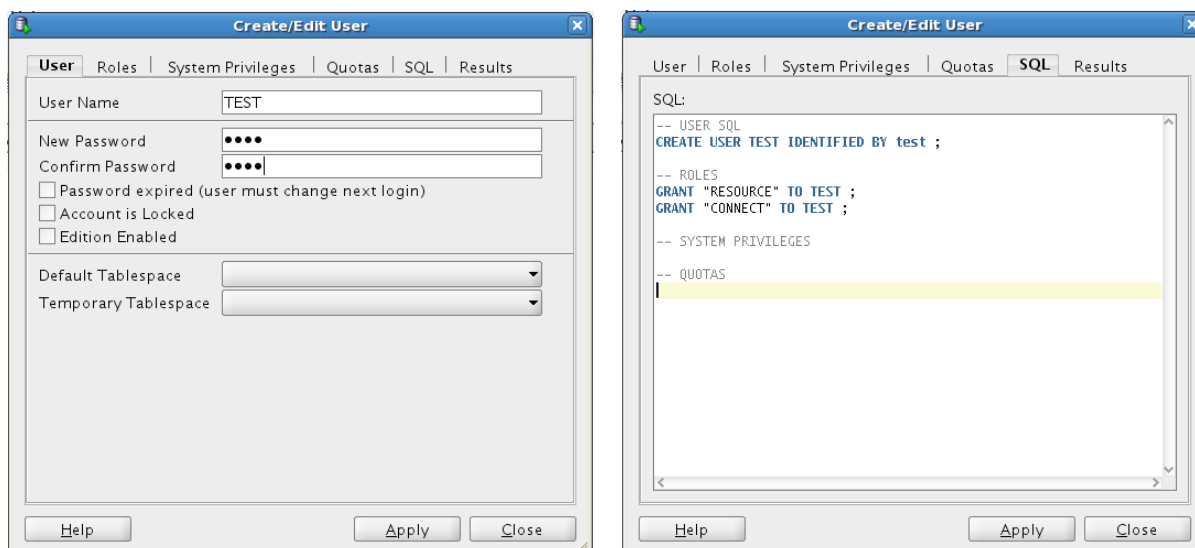 Create/Edit User
User Roles System Privileges Quotas SQL Results
User Name TEST
New Password ••••
Confirm Password ••••
Password expired (user must change next login)
Account is Locked
Edition Enabled
Default Tablespace
Temporary Tablespace
Help Apply Close
Create/Edit User
User Roles System Privileges Quotas SQL Results
SQL:
-- USER SQL
CREATE USER TEST IDENTIFIED BY test ;
-- ROLES
GRANT "RESOURCE" TO TEST ;
GRANT "CONNECT" TO TEST ;
-- SYSTEM PRIVILEGES
-- QUOTAS
Help Apply Close